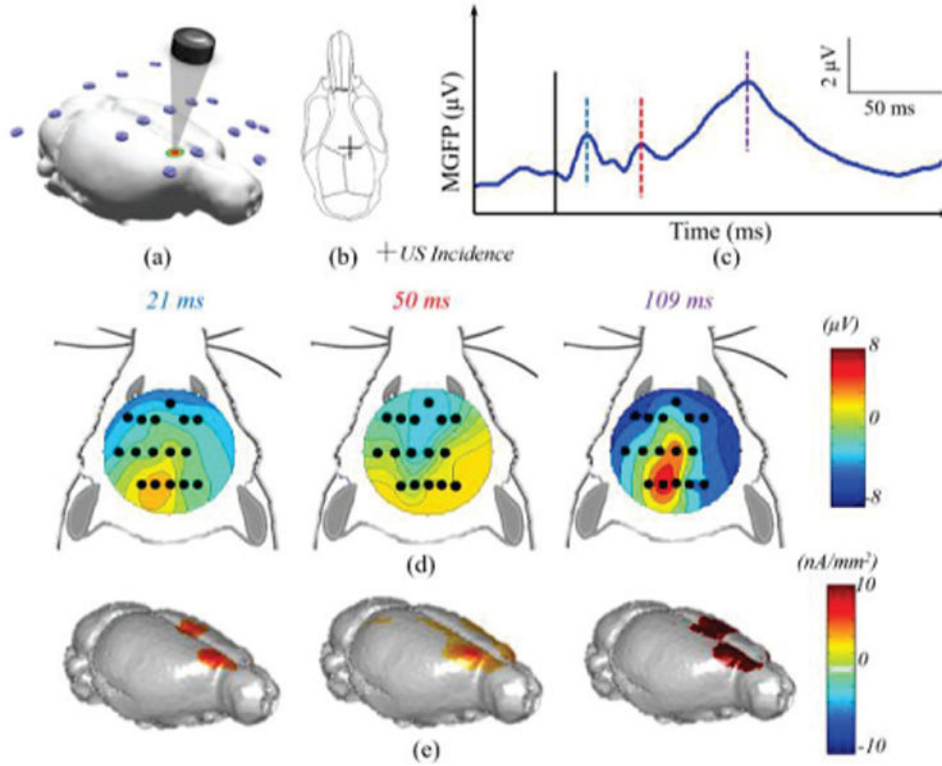 MGFP (µV)
2 µV
50 ms
Time (ms)
(a)
(b)
+ US Incidence
(c)
21 ms
50 ms
109 ms
(µV)
8
0
-8
(d)
(nA/mm²)
10
0
-10
(e)